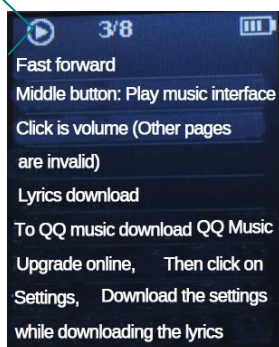 3/8
Fast forward
Middle button: Play music interface
Click is volume (Other pages
are invalid)
Lyrics download
To QQ music download QQ Music
Upgrade online, Then click on
Settings, Download the settings
while downloading the lyrics